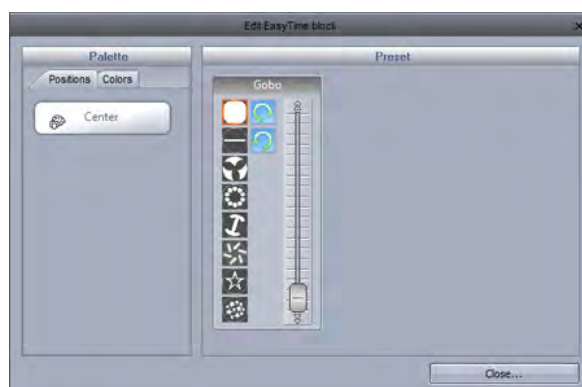 Edit EasyTime block
Palette
Preset
Positions Colors
Center
Gobo
Close...